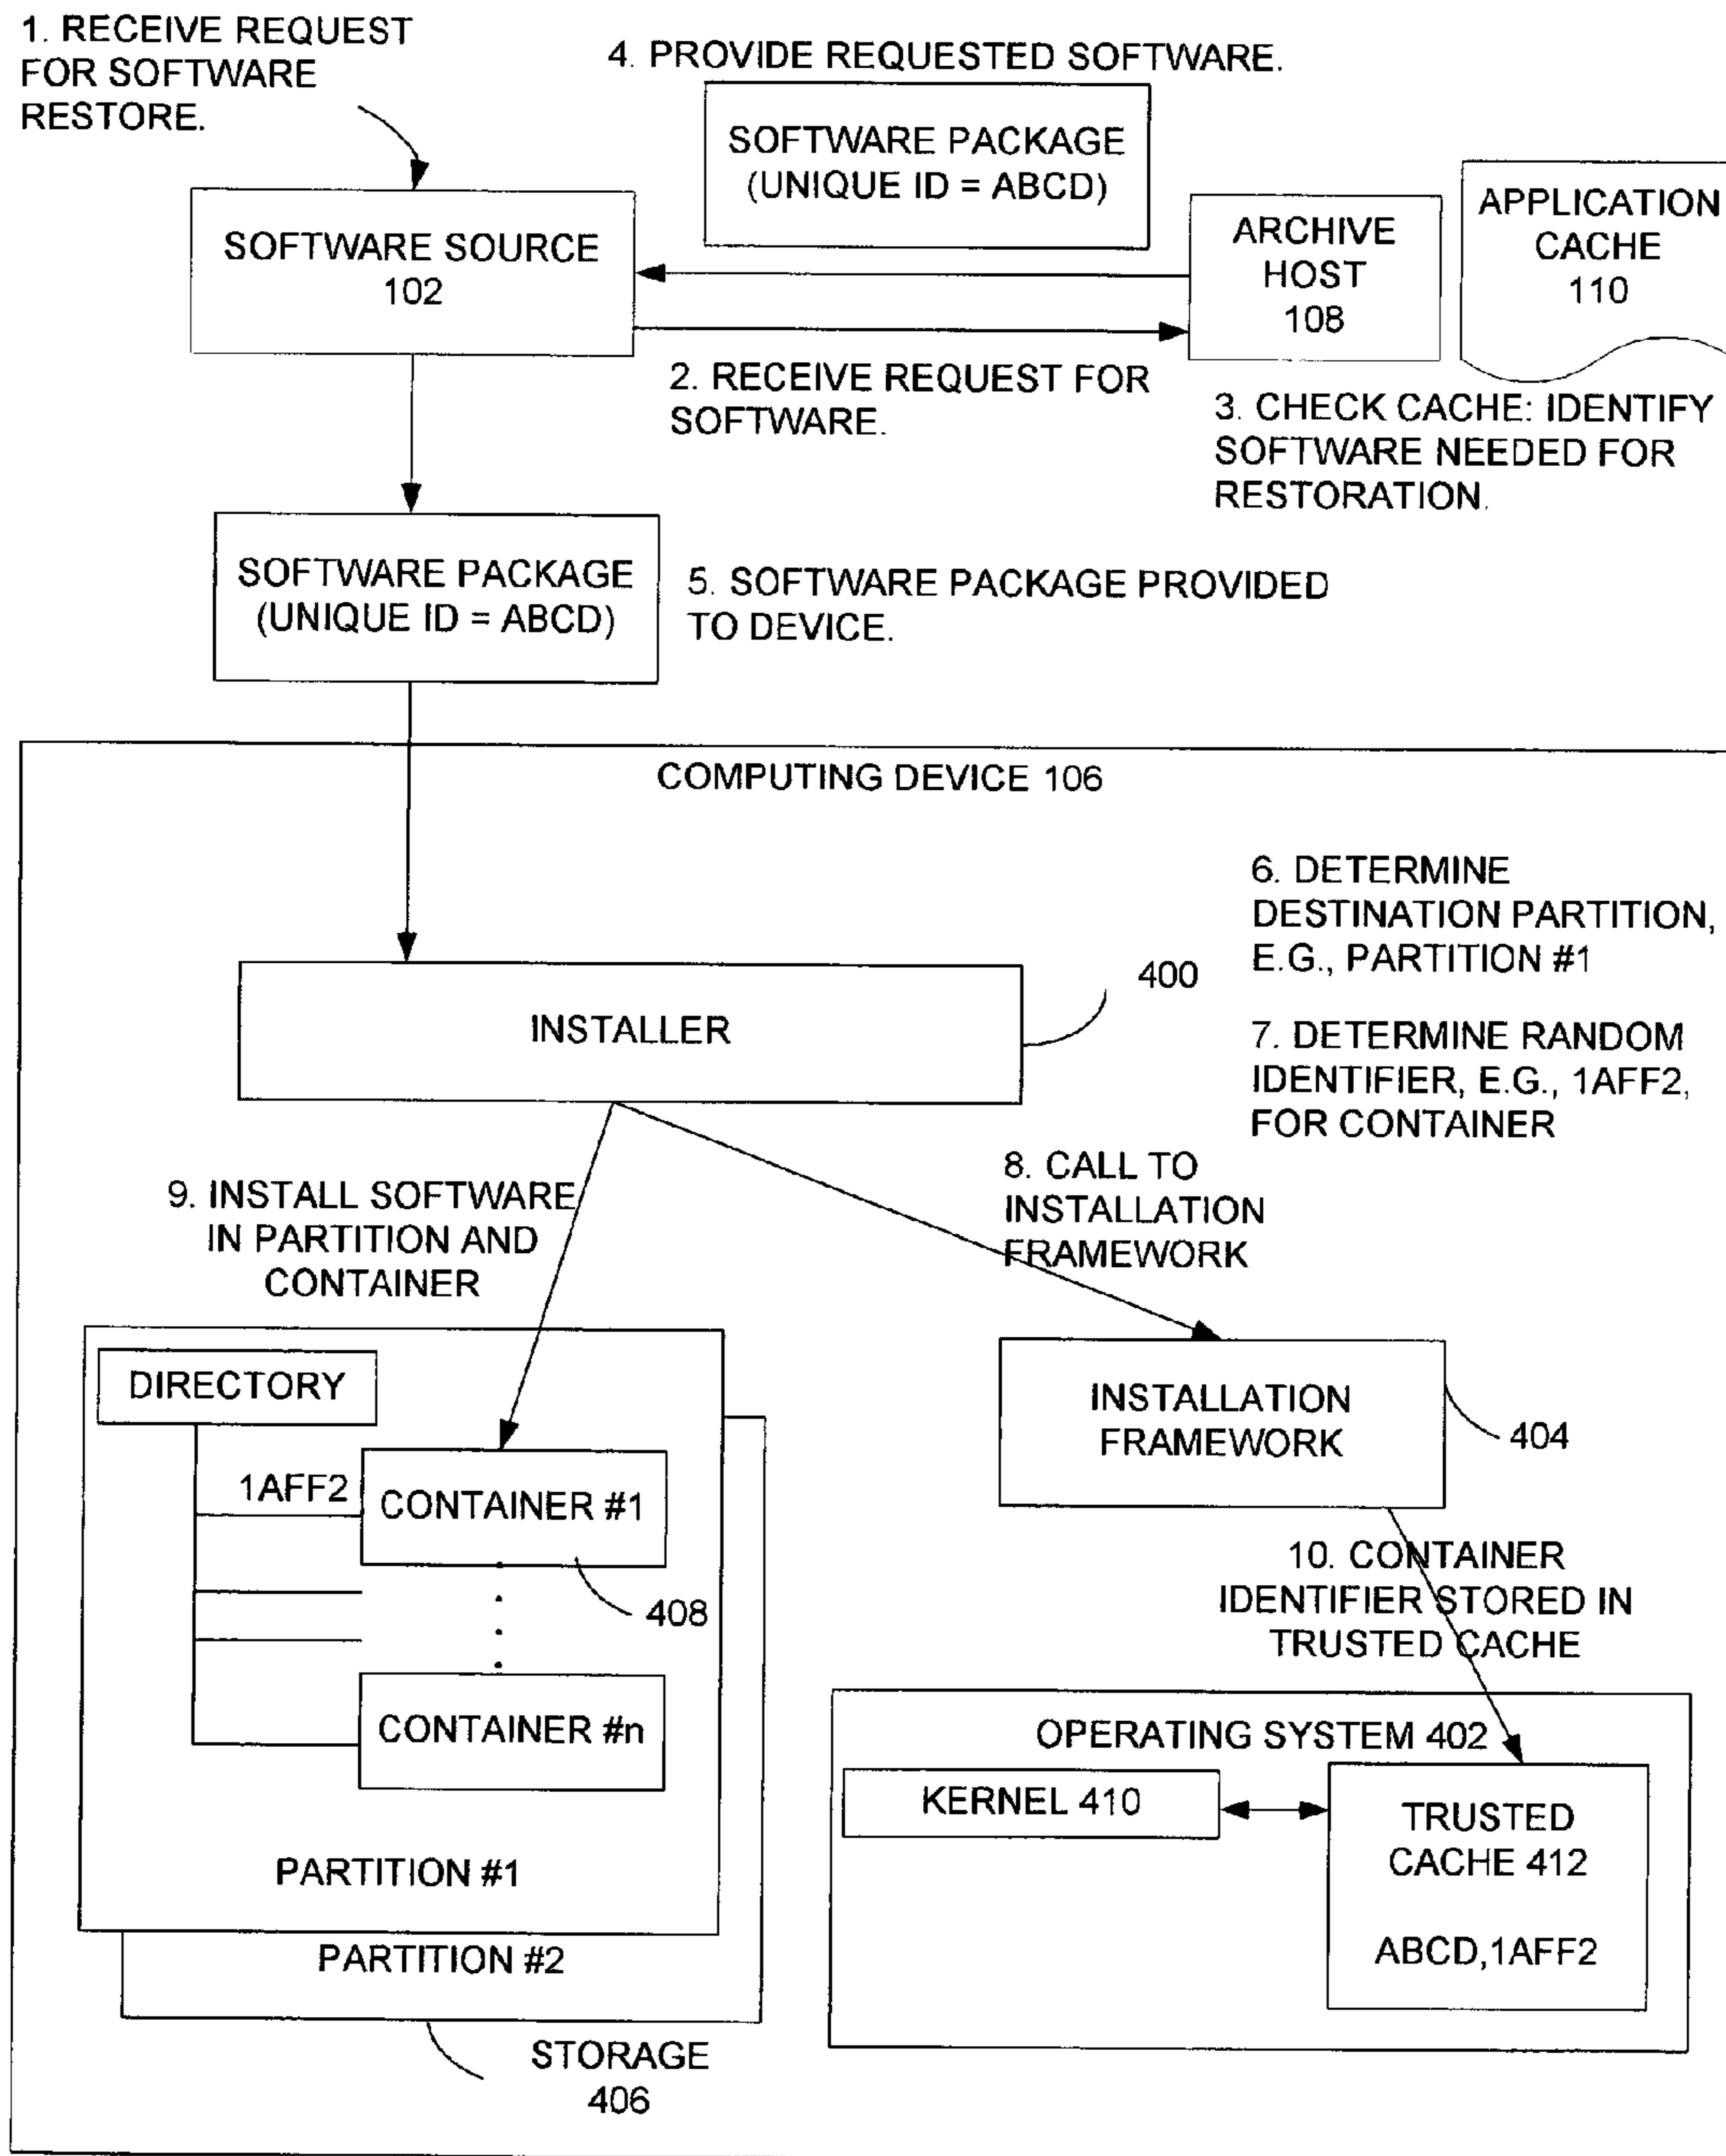 1. RECEIVE REQUEST
FOR SOFTWARE
RESTORE.
4. PROVIDE REQUESTED SOFTWARE.
SOFTWARE PACKAGE
(UNIQUE ID = ABCD)
SOFTWARE SOURCE
102
ARCHIVE
HOST
108
APPLICATION
CACHE
110
2. RECEIVE REQUEST FOR
SOFTWARE.
3. CHECK CACHE: IDENTIFY
SOFTWARE NEEDED FOR
RESTORATION.
SOFTWARE PACKAGE
(UNIQUE ID = ABCD)
5. SOFTWARE PACKAGE PROVIDED
TO DEVICE.
COMPUTING DEVICE 106
6. DETERMINE
DESTINATION PARTITION,
E.G., PARTITION #1
INSTALLER
400
7. DETERMINE RANDOM
IDENTIFIER, E.G., 1AFF2,
FOR CONTAINER
9. INSTALL SOFTWARE
IN PARTITION AND
CONTAINER
8. CALL TO
INSTALLATION
FRAMEWORK
DIRECTORY
1AFF2
CONTAINER #1
408
CONTAINER #n
PARTITION #1
PARTITION #2
STORAGE
406
INSTALLATION
FRAMEWORK
404
10. CONTAINER
IDENTIFIER STORED IN
TRUSTED CACHE
OPERATING SYSTEM 402
KERNEL 410
TRUSTED
CACHE 412
ABCD,1AFF2